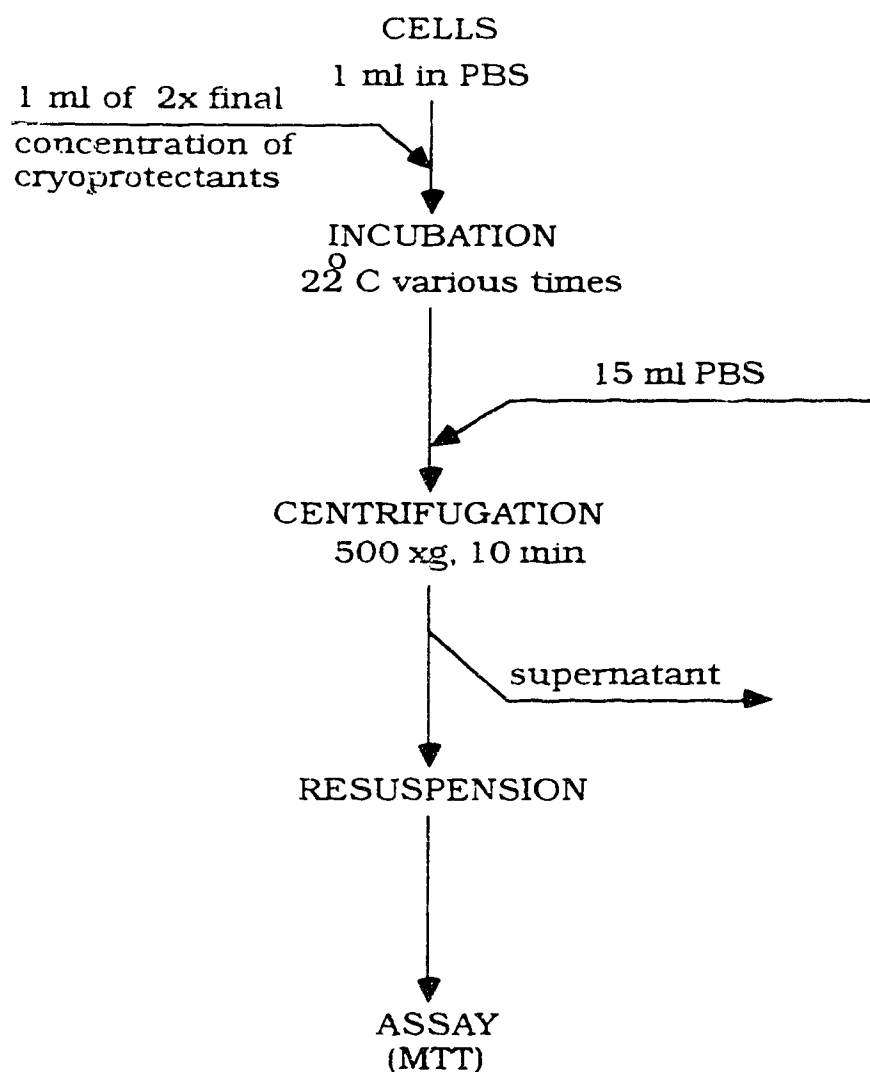 CELLS
1 ml in PBS
1 ml of 2x final
concentration of
cryoprotectants
INCUBATION
22° C various times
15 ml PBS
CENTRIFUGATION
500 xg, 10 min
supernatant
RESUSPENSION
ASSAY
(MTT)